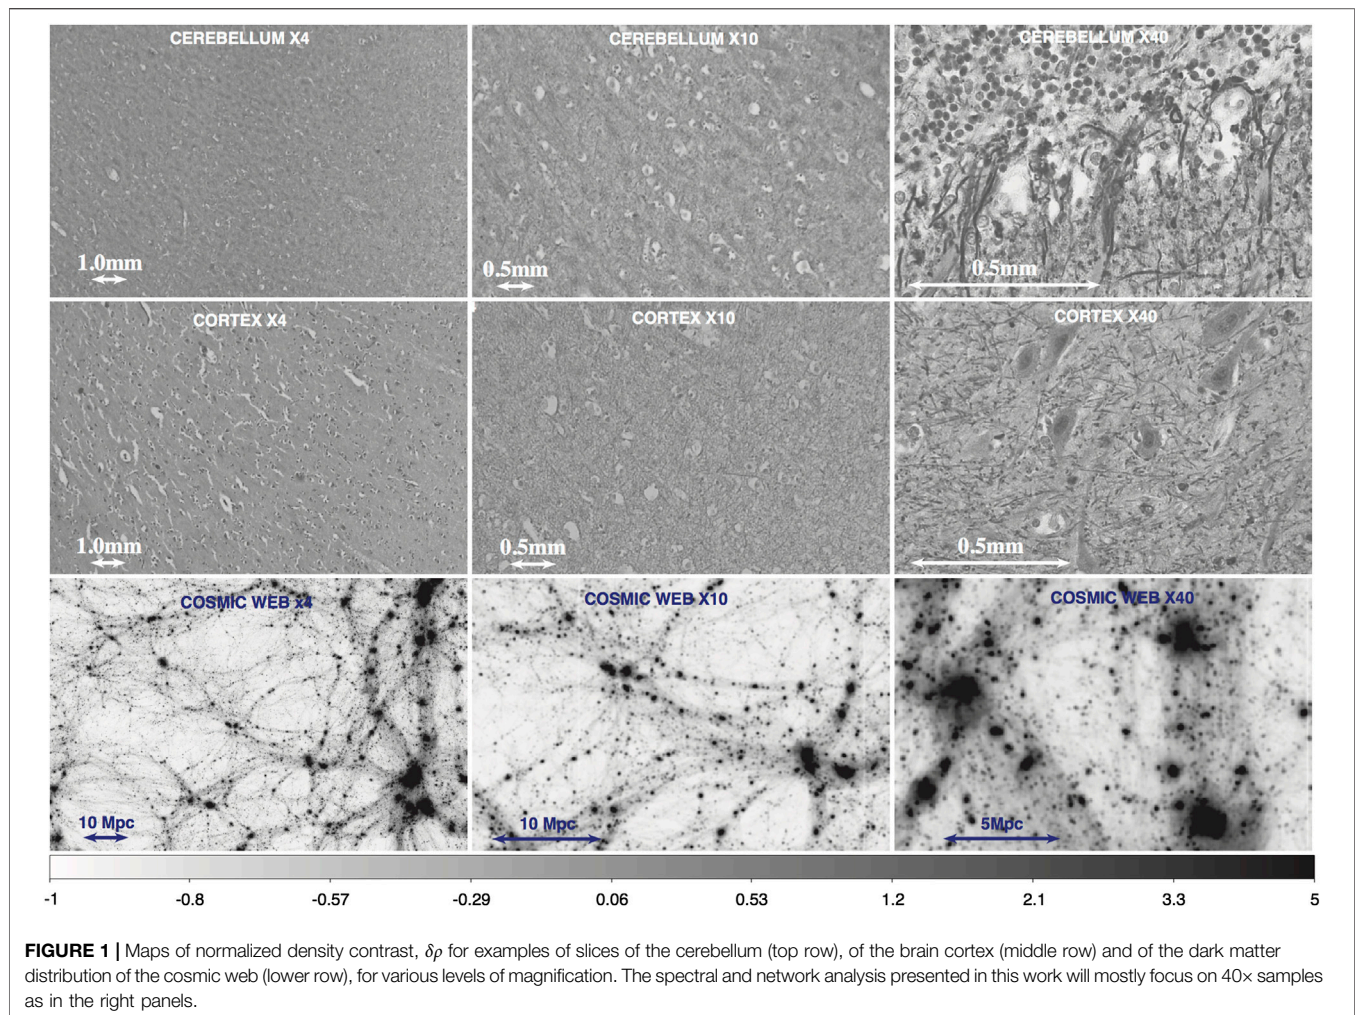 CEREBELLUM X4
CEREBELLUM X10
CEREBELLUM X40
1.0mm
0.5mm
0.5mm
CORTEX X4
CORTEX X10
CORTEX X40
1.0mm
0.5mm
0.5mm
COSMIC WEB x4
COSMIC WEB X10
COSMIC WEB X40
10 Mpc
10 Mpc
5Mpc
-1 -0.8 -0.57 -0.29 0.06 0.53 1.2 2.1 3.3 5
FIGURE 1 | Maps of normalized density contrast, δρ for examples of slices of the cerebellum (top row), of the brain cortex (middle row) and of the dark matter
distribution of the cosmic web (lower row), for various levels of magnification. The spectral and network analysis presented in this work will mostly focus on 40× samples
as in the right panels.